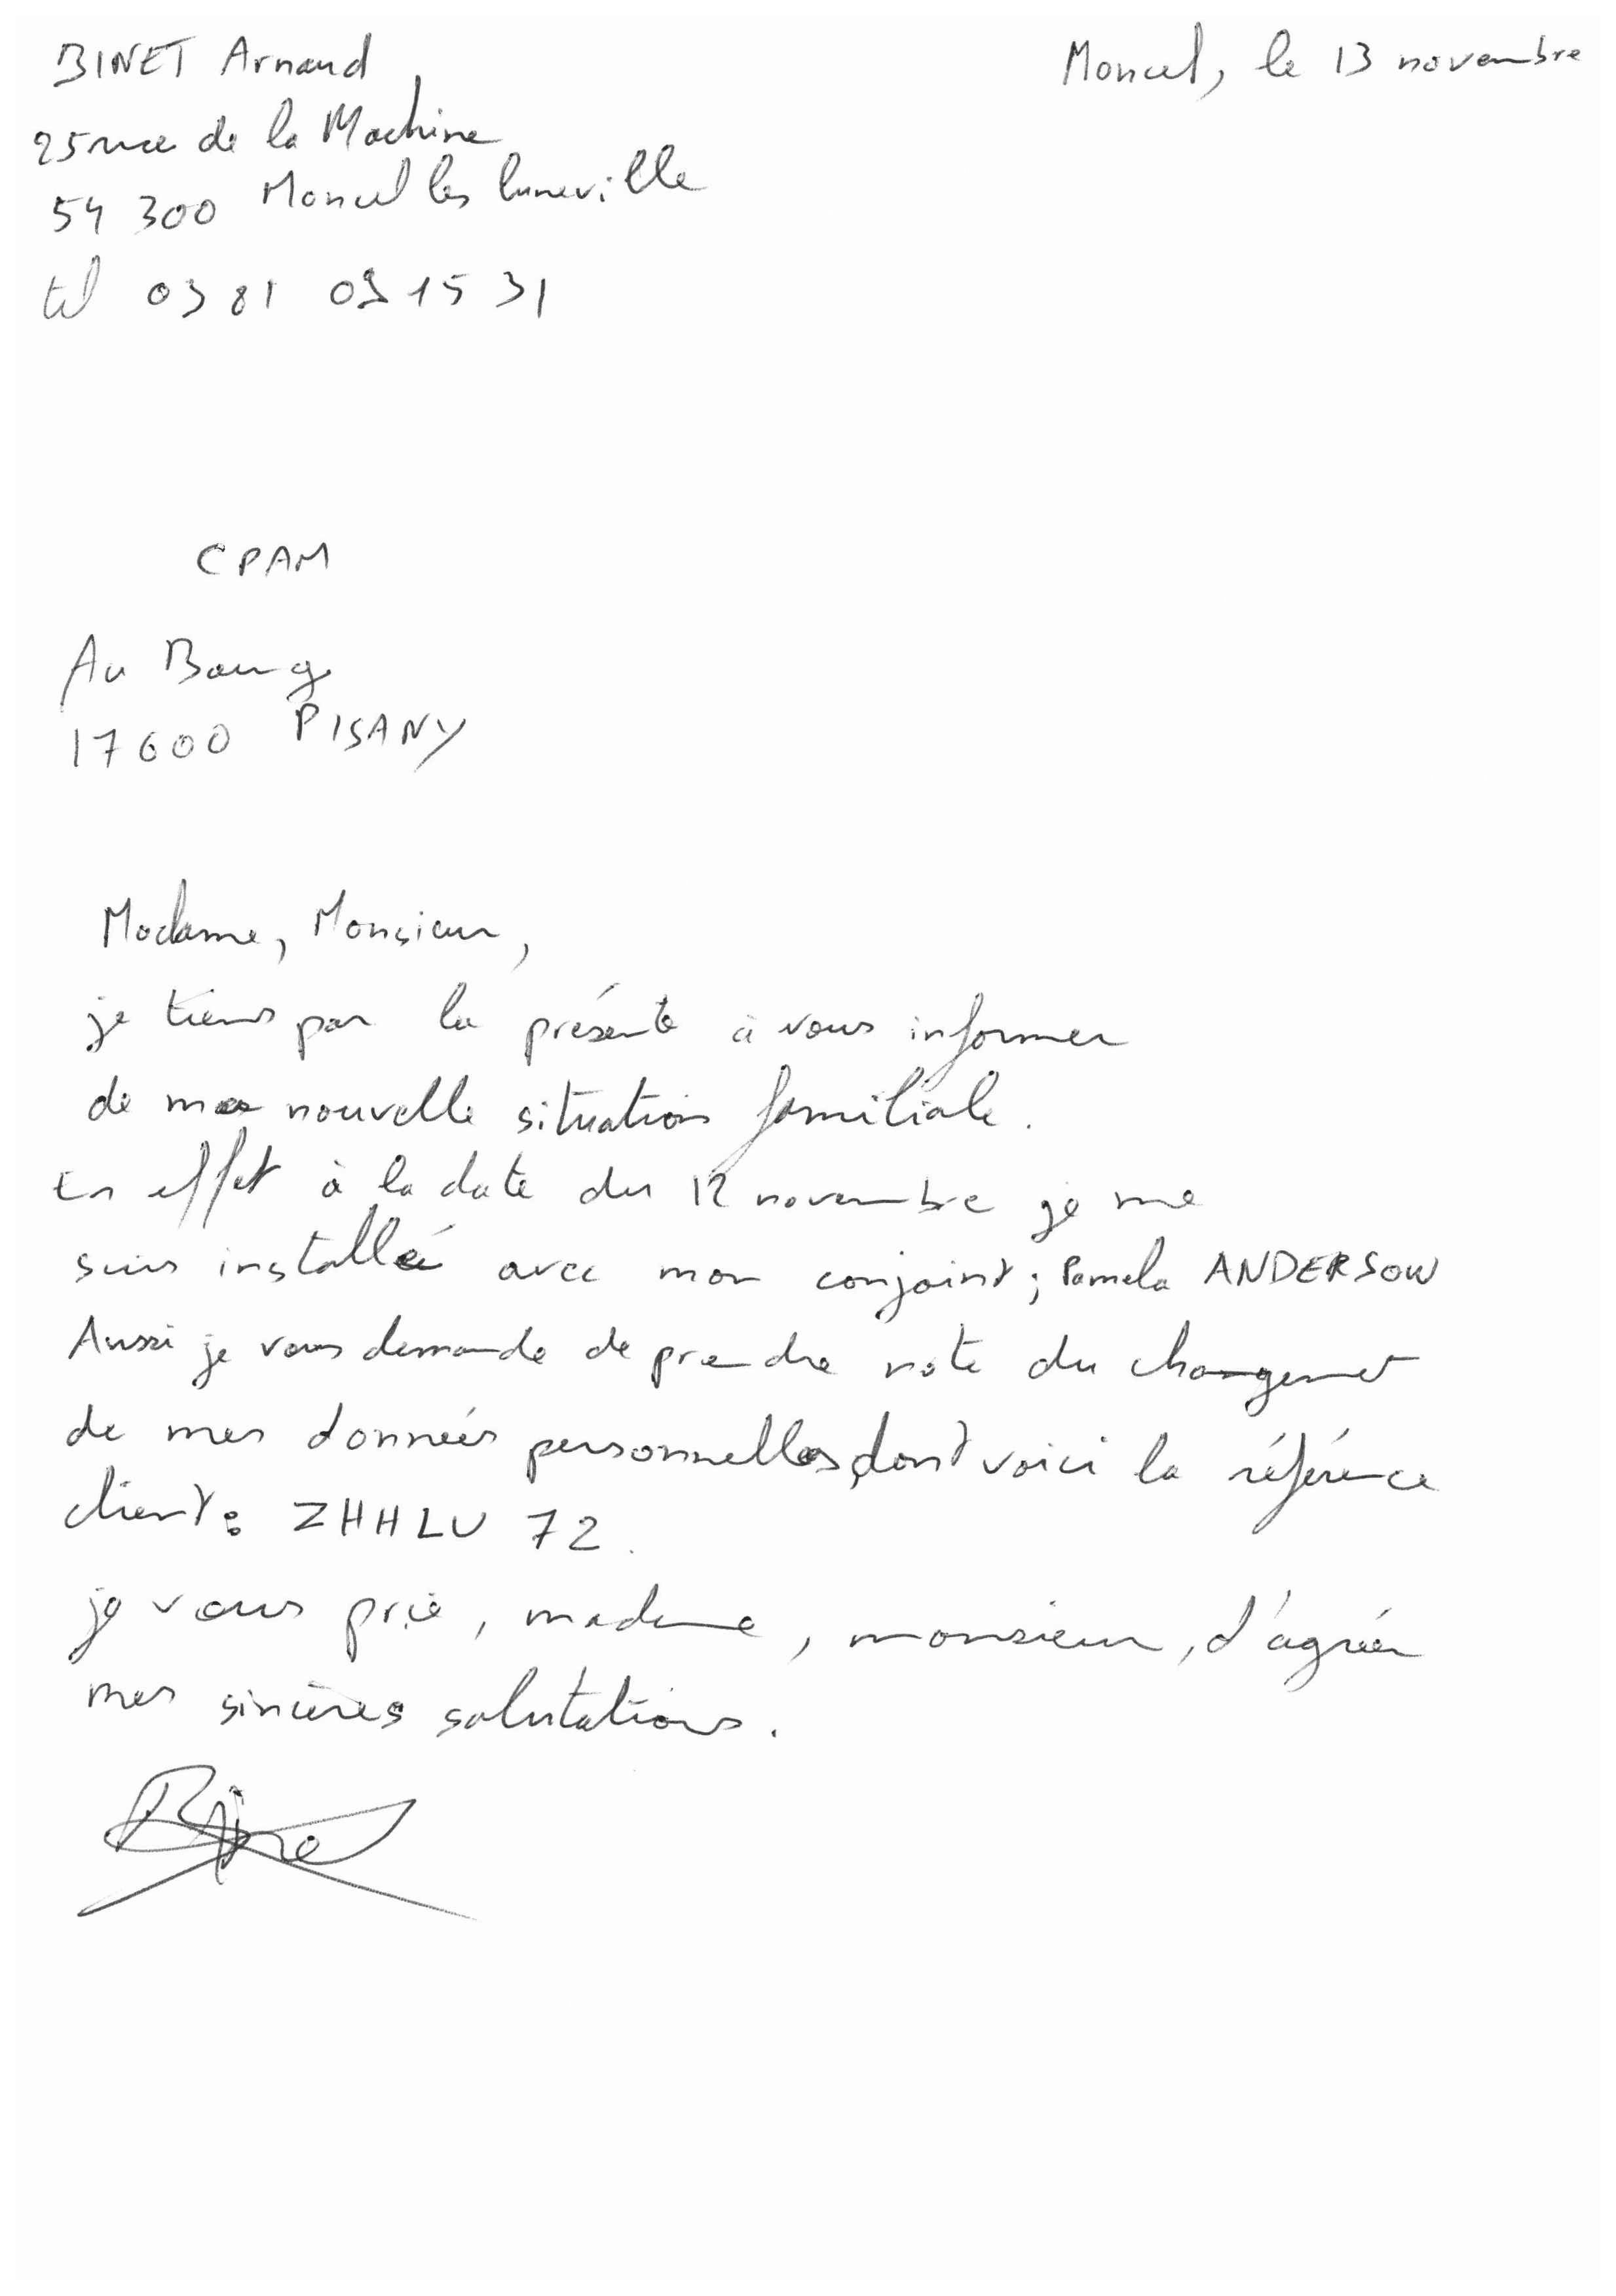 BINET Arnaud
Moncel, le 13 novembre
25 rue de la Machine
54 300 Moncel les luneville
tel 03 81 09 15 31
CPAM
Au Bourg
17600 PISANY
Madame, Monsieur,
je tiens par la présente à vous informer
de ma nouvelle situation familiale.
En effet à la date du 12 novembre je me
suis installé avec mon conjoint ; Pamela ANDERSON
Aussi je vous demande de prendre note du changement
de mes données personnelles, dont voici la référence
client : ZHHLU 72.
je vous prie, madame, monsieur, d'agréer
mes sincères salutations.
Binet